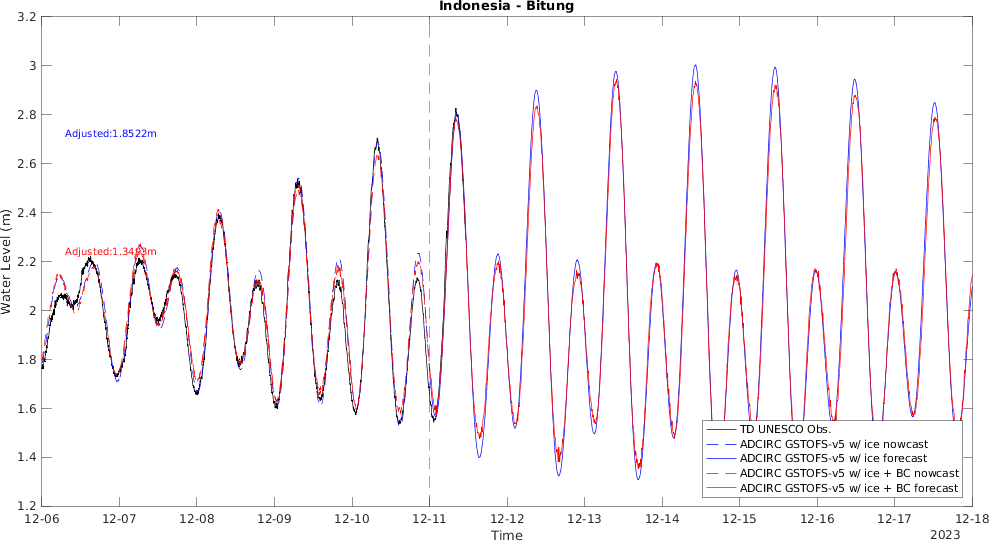 Indonesia - Bitung
3.2
3
2.8
2.6
2.4
2.2
2
1.8
1.6
1.4
1.2
Water Level (m)
Adjusted:1.8522m
TD UNESCO Obs.
ADCIRC GSTOFS-v5 w/ ice nowcast
ADCIRC GSTOFS-v5 w/ ice forecast
ADCIRC GSTOFS-v5 w/ ice + BC nowcast
ADCIRC GSTOFS-v5 w/ ice + BC forecast
12-06 12-07 12-08 12-09 12-10 12-11 12-12 12-13 12-14 12-15 12-16 12-17 12-18
Time
2023